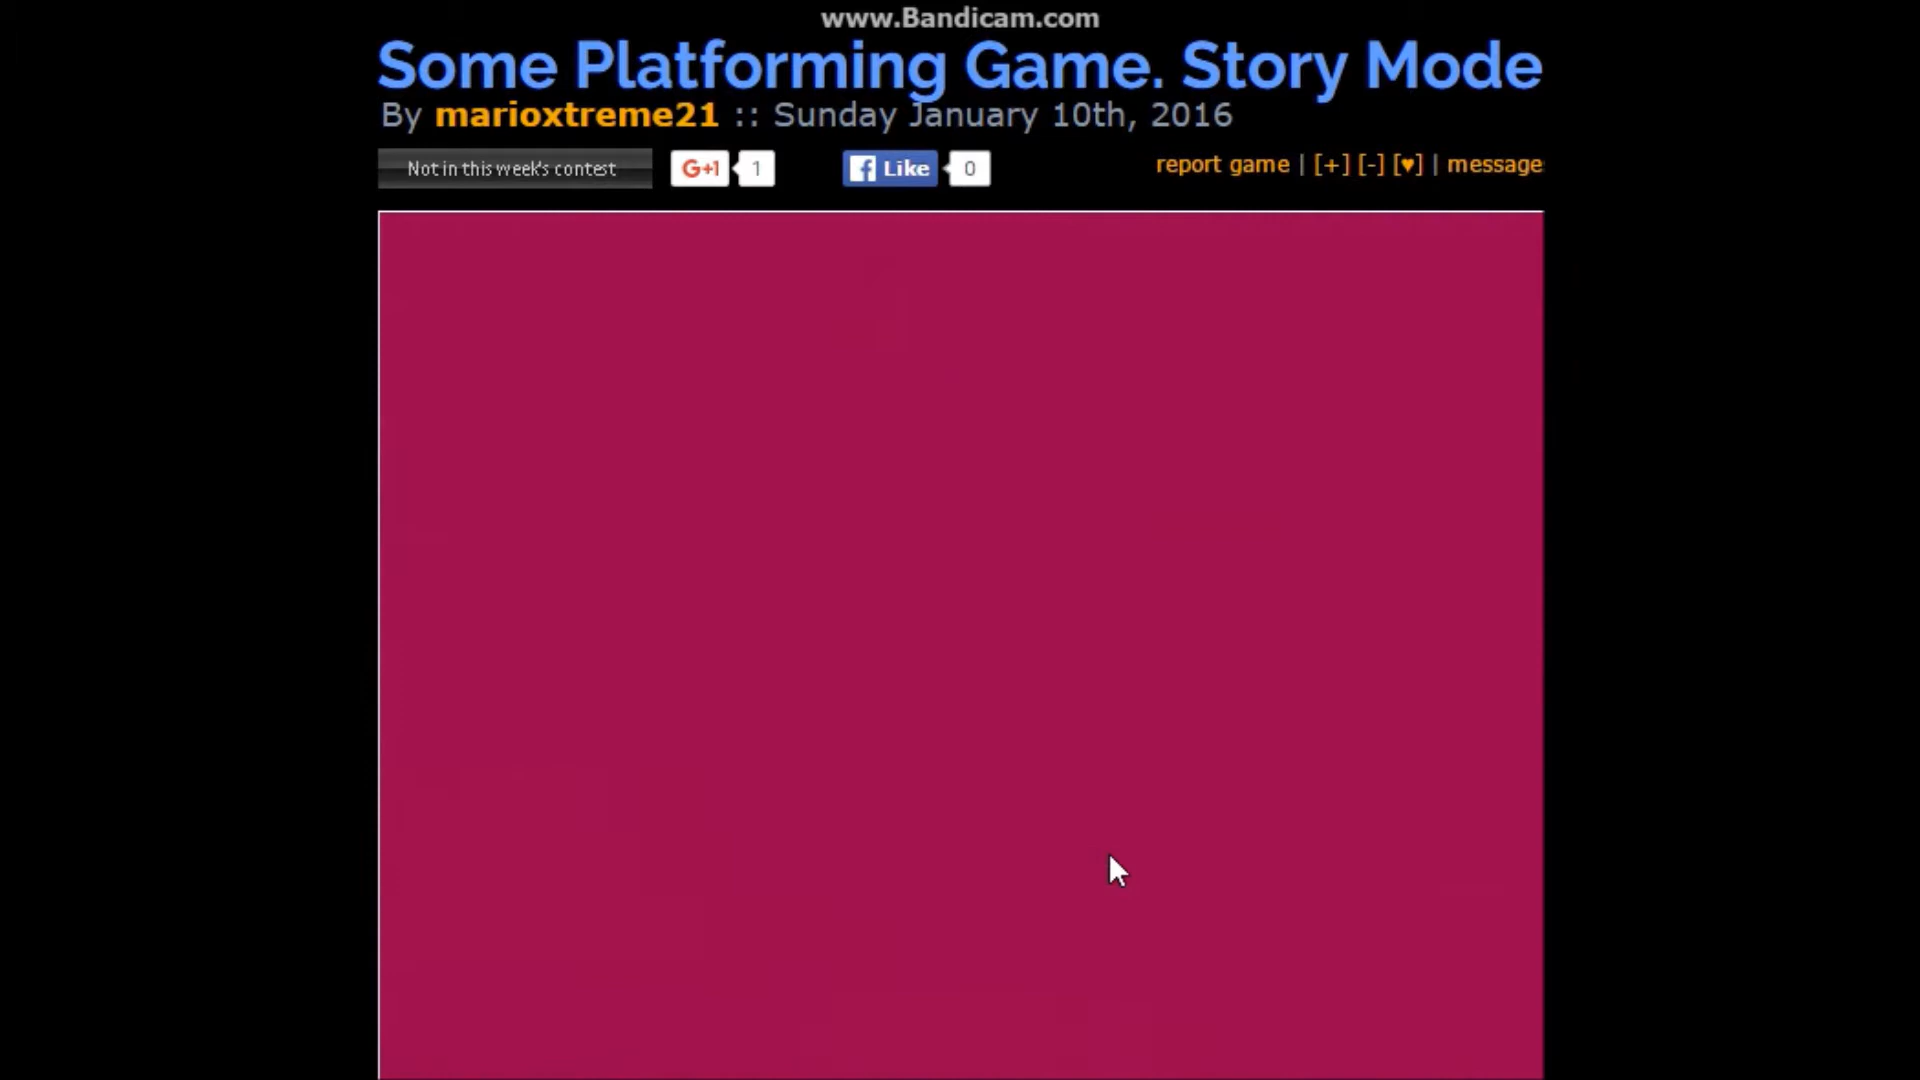 www.Bandicam.com
Some Platforming Game. Story Mode
By marioxtreme21 :: Sunday January 10th, 2016
Not in this week's contest G+1 1 Like 0 report game | [+] [-] [♥] | message